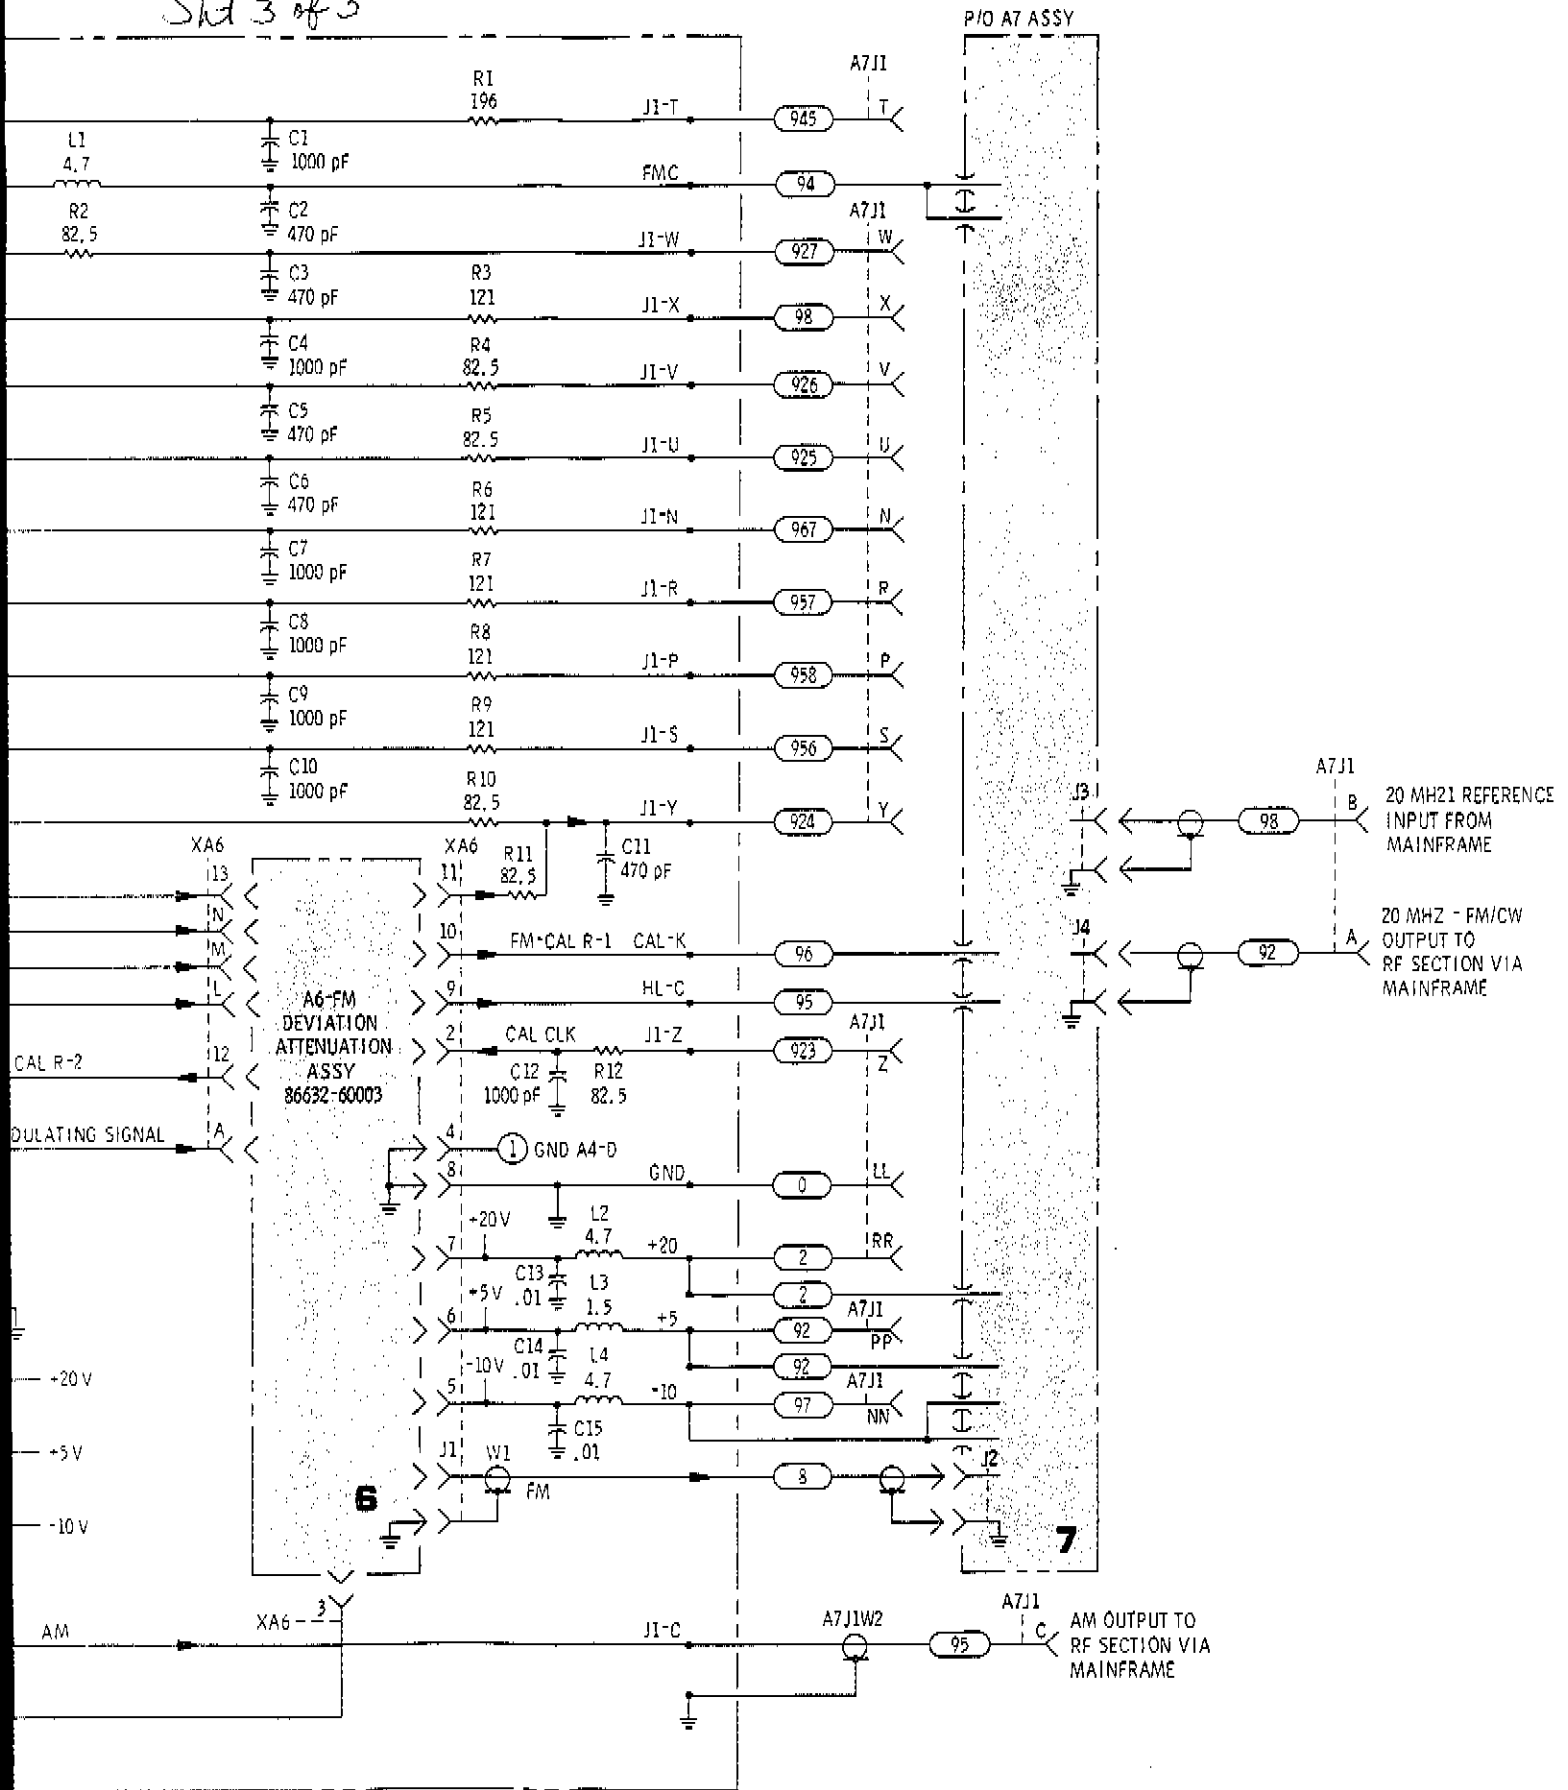 Sht 3 of 3
P/O A7 ASSY
A7J1
R1
196
J1-T
945
T
C1
1000 pF
L1
4.7
FMC
94
C2
470 pF
A7J1
R2
82.5
J1-W
927
W
C3
470 pF
R3
121
J1-X
98
X
C4
1000 pF
R4
82.5
J1-V
926
V
C5
470 pF
R5
82.5
J1-U
925
U
C6
470 pF
R6
121
J1-N
967
N
C7
1000 pF
R7
121
J1-R
957
R
C8
1000 pF
R8
121
J1-P
958
P
C9
1000 pF
R9
121
J1-S
956
S
C10
1000 pF
R10
82.5
J1-Y
924
Y
J3
98
A7J1
B
20 MH21 REFERENCE
INPUT FROM
MAINFRAME
XA6
13
XA6
11
R11
82.5
C11
470 pF
N
M
L
10
FM-CAL R-1
CAL-K
96
J4
92
A
20 MHZ - FM/CW
OUTPUT TO
RF SECTION VIA
MAINFRAME
A6-FM
DEVIATION
ATTENUATION
ASSY
86632-60003
9
HL-C
95
A7J1
2
CAL CLK
J1-Z
923
Z
C12
1000 pF
R12
82.5
CAL R-2
12
DULATING SIGNAL
A
4
1
GND A4-D
8
GND
0
LL
+20V
L2
4.7
7
+20
2
RR
C13
.01
2
+5V
L3
1.5
6
+5
92
A7J1
PP
C14
.01
92
-10V
L4
4.7
5
-10
97
A7J1
NN
C15
.01
+20 V
+5 V
-10 V
J1
W1
FM
8
J2
6
7
XA6
3
AM
J1-C
A7J1W2
95
A7J1
C
AM OUTPUT TO
RF SECTION VIA
MAINFRAME